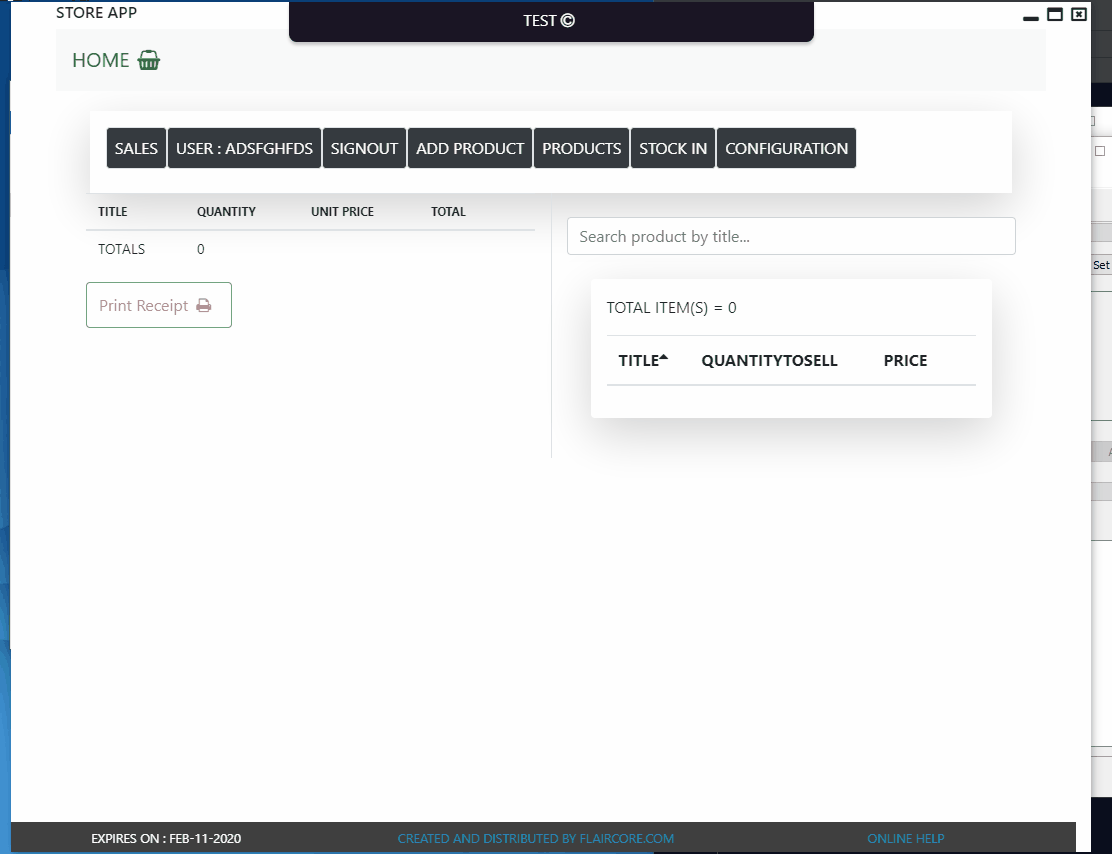 STORE APP
TEST ©
HOME
SALES USER : ADSFGHFDS SIGNOUT ADD PRODUCT PRODUCTS STOCK IN CONFIGURATION
TITLE QUANTITY UNIT PRICE TOTAL
TOTALS 0
Print Receipt
Search product by title...
TOTAL ITEM(S) = 0
TITLE QUANTITYTOSELL PRICE
Set
EXPIRES ON : FEB-11-2020 CREATED AND DISTRIBUTED BY FLAIRCORE.COM ONLINE HELP